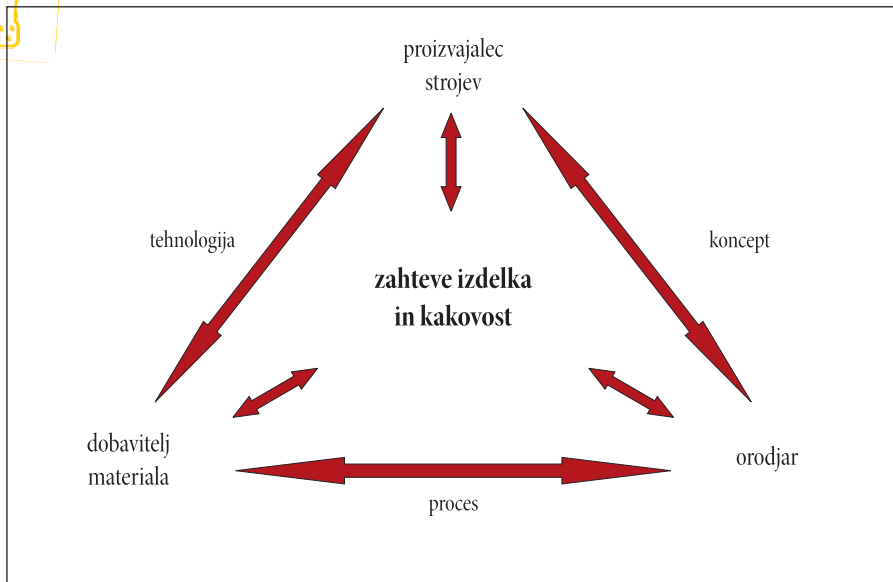 proizvajalec
strojev
tehnologija
koncept
zahteve izdelka
in kakovost
dobavitelj
materiala
orodjar
proces